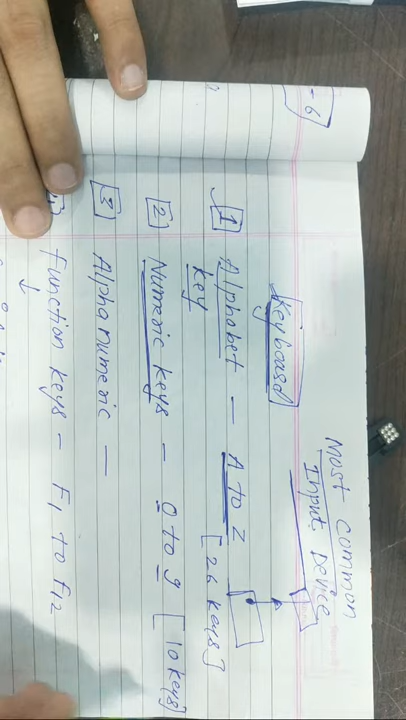 - 6
Most common
Input Device
Keyboard
[1] Alphabet - A to Z [26 keys]
key
[2] Numeric keys - 0 to 9 [10 keys]
[3] Alphanumeric -
function keys - F1 to F12